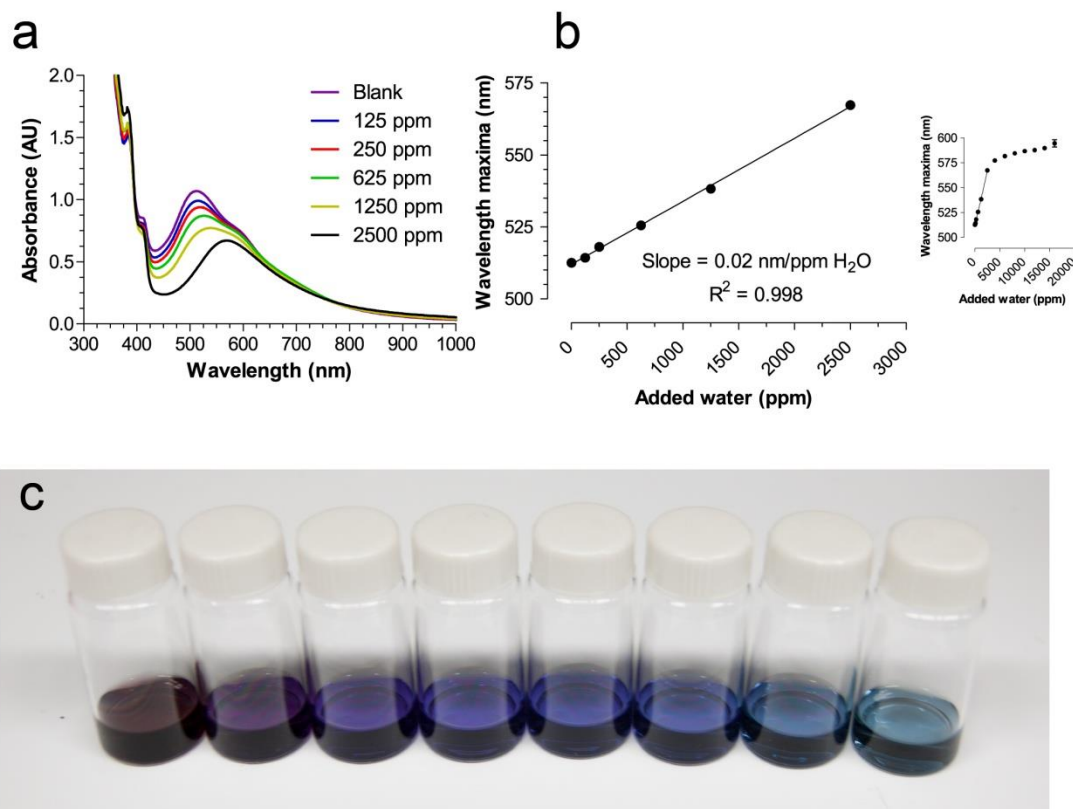 a
2.0
1.5
1.0
0.5
0.0
Absorbance (AU)
Blank
125 ppm
250 ppm
625 ppm
1250 ppm
2500 ppm
300 400 500 600 700 800 900 1000
Wavelength (nm)
b
575
550
525
500
Wavelength maxima (nm)
Slope = 0.02 nm/ppm H₂O
R² = 0.998
0 500 1000 1500 2000 2500 3000
Added water (ppm)
600
575
550
525
500
Wavelength maxima (nm)
0 5000 10000 15000 20000
Added water (ppm)
c